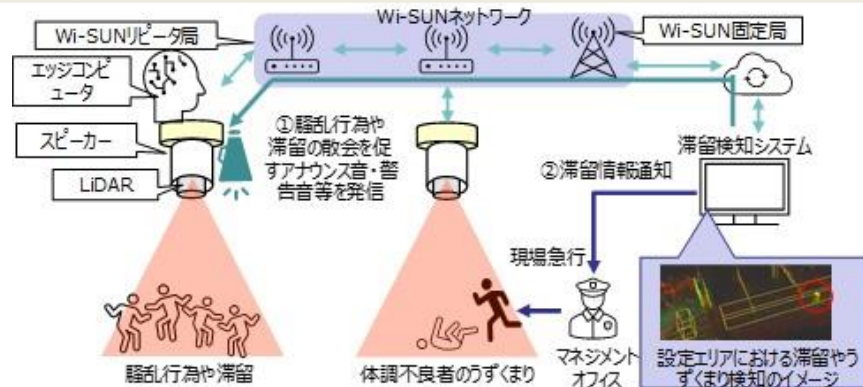 Wi-SUNネットワーク
Wi-SUNリピータ局
Wi-SUN固定局
エッジコンピ
ュータ
スピーカー
LiDAR
①騒乱行為や
滞留の散会を促
すアナウンス音・警
告音等を発信
滞留検知システム
②滞留情報通知
現場急行
騒乱行為や滞留
体調不良者のうずくまり
マネジメント
オフィス
設定エリアにおける滞留やう
ずくまり検知のイメージ